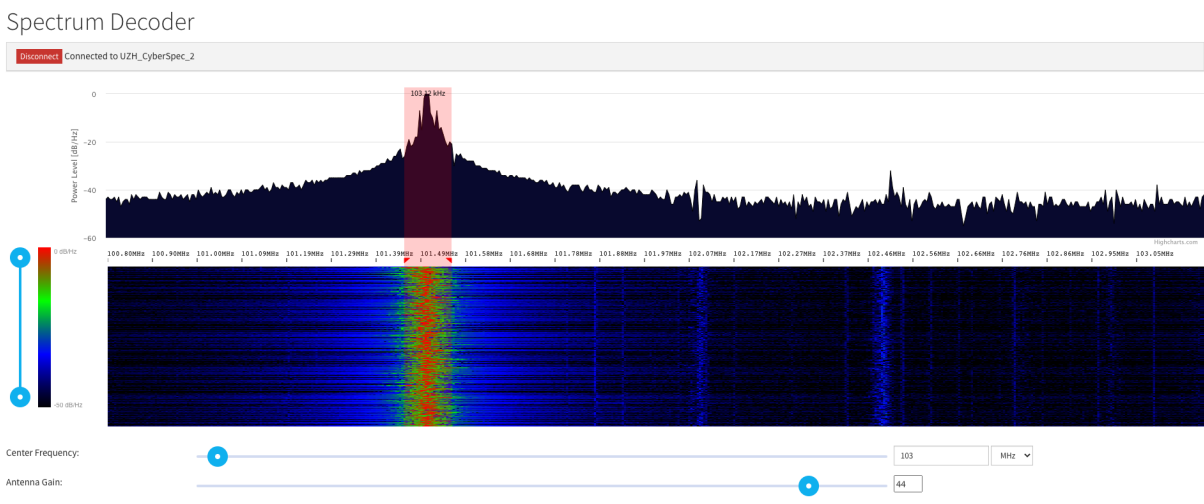 Spectrum Decoder
Disconnect Connected to UZH_CyberSpec_2
103.12 kHz
0
-20
-40
-60
Power Level [dB/Hz]
Highcharts.com
0 dB/Hz
-50 dB/Hz
100.80MHz 100.90MHz 101.00MHz 101.09MHz 101.19MHz 101.29MHz 101.39MHz 101.49MHz 101.58MHz 101.68MHz 101.78MHz 101.88MHz 101.97MHz 102.07MHz 102.17MHz 102.27MHz 102.37MHz 102.46MHz 102.56MHz 102.66MHz 102.76MHz 102.86MHz 102.95MHz 103.05MHz
Center Frequency: 103 MHz
Antenna Gain: 44